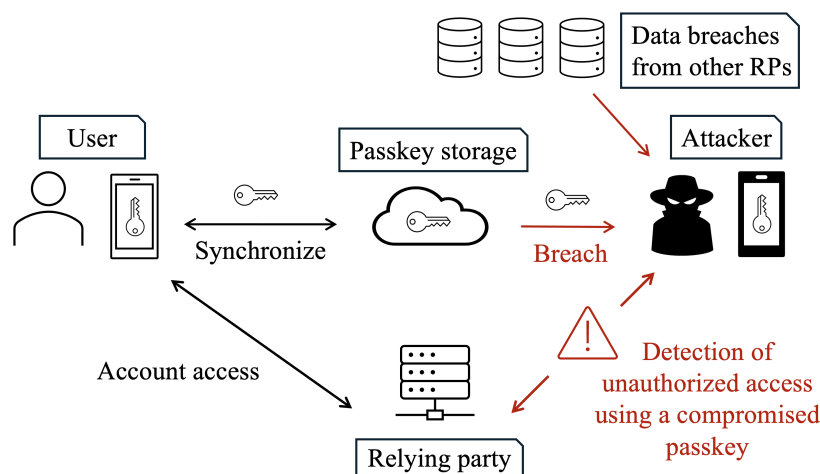 Data breaches
from other RPs
User
Passkey storage
Attacker
Synchronize
Breach
Account access
Detection of
unauthorized access
using a compromised
passkey
Relying party